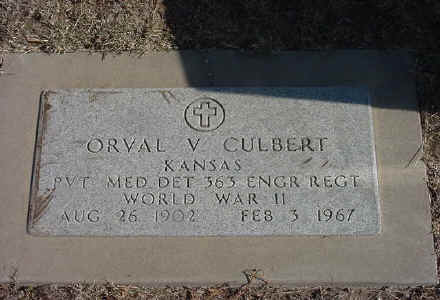 ORVAL V CULBERT
KANSAS
PVT MED DET 363 ENGR REGT
WORLD WAR II
AUG 26 1902 FEB 3 1967